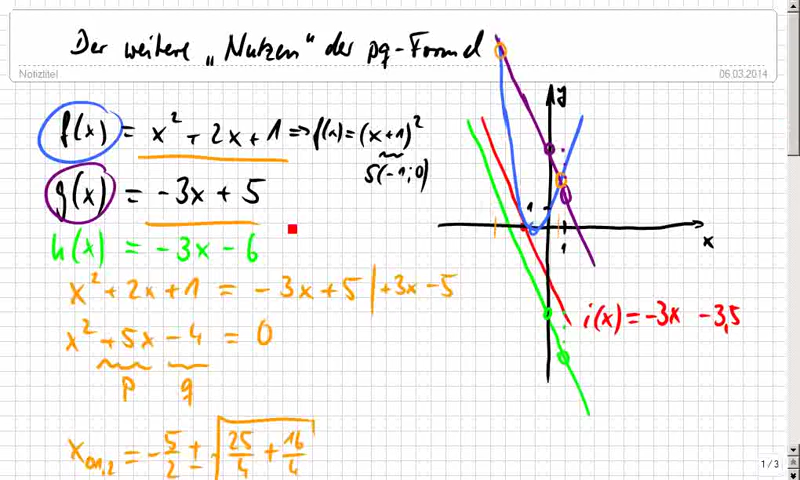 Der weitere „Nutzen“ der pq-Formel
Notiztitel
06.03.2014
f(x) = x² + 2x + 1 ⇒ f(x) = (x+1)²
S(-1;0)
g(x) = -3x + 5
h(x) = -3x - 6
x² + 2x + 1 = -3x + 5 | +3x - 5
x² + 5x - 4 = 0
p q
x₀₁,₂ = -5/2 ± √(25/4 + 16/4)
y
1
x
1
i(x) = -3x - 3,5
1 / 3